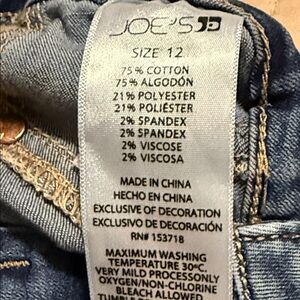 JOE'S
SIZE 12
75% COTTON
75% ALGODÓN
21% POLYESTER
21% POLIÉSTER
2% SPANDEX
2% SPANDEX
2% VISCOSE
2% VISCOSA
MADE IN CHINA
HECHO EN CHINA
EXCLUSIVE OF DECORATION
EXCLUSIVO DE DECORACIÓN
RN# 153718
MAXIMUM WASHING
TEMPERATURE 30°C,
VERY MILD PROCESS ONLY
OXYGEN/NON-CHLORINE
BLEACH ALLOWED